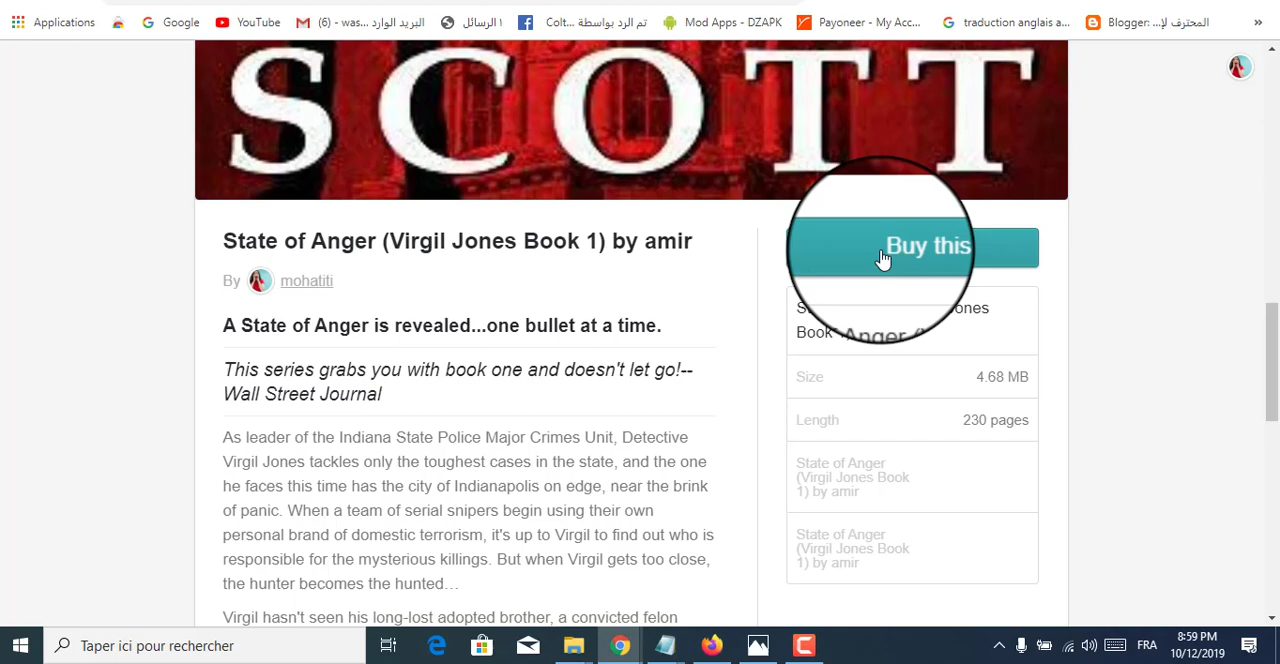 Applications
Google
YouTube
البريد الوارد (6) - was...
١ الرسائل
تم الرد بواسطة Colt...
Mod Apps - DZAPK
Payoneer - My Acc...
traduction anglais a...
Blogger: المحترف لإ...
»
SCOTT
State of Anger (Virgil Jones Book 1) by amir
By mohatiti
A State of Anger is revealed...one bullet at a time.
This series grabs you with book one and doesn't let go!--
Wall Street Journal
As leader of the Indiana State Police Major Crimes Unit, Detective
Virgil Jones tackles only the toughest cases in the state, and the one
he faces this time has the city of Indianapolis on edge, near the brink
of panic. When a team of serial snipers begin using their own
personal brand of domestic terrorism, it's up to Virgil to find out who is
responsible for the mysterious killings. But when Virgil gets too close,
the hunter becomes the hunted…
Virgil hasn't seen his long-lost adopted brother, a convicted felon
Buy this
Book
Anger
Size 4.68 MB
Length 230 pages
State of Anger
(Virgil Jones Book
1) by amir
State of Anger
(Virgil Jones Book
1) by amir
Taper ici pour rechercher
FRA
8:59 PM
10/12/2019